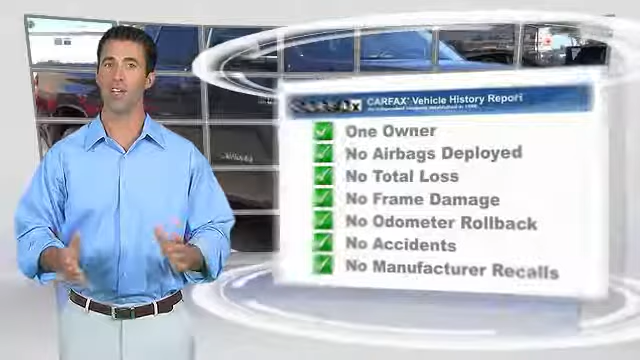 CARFAX Vehicle History Report
One Owner
No Airbags Deployed
No Total Loss
No Frame Damage
No Odometer Rollback
No Accidents
No Manufacturer Recalls